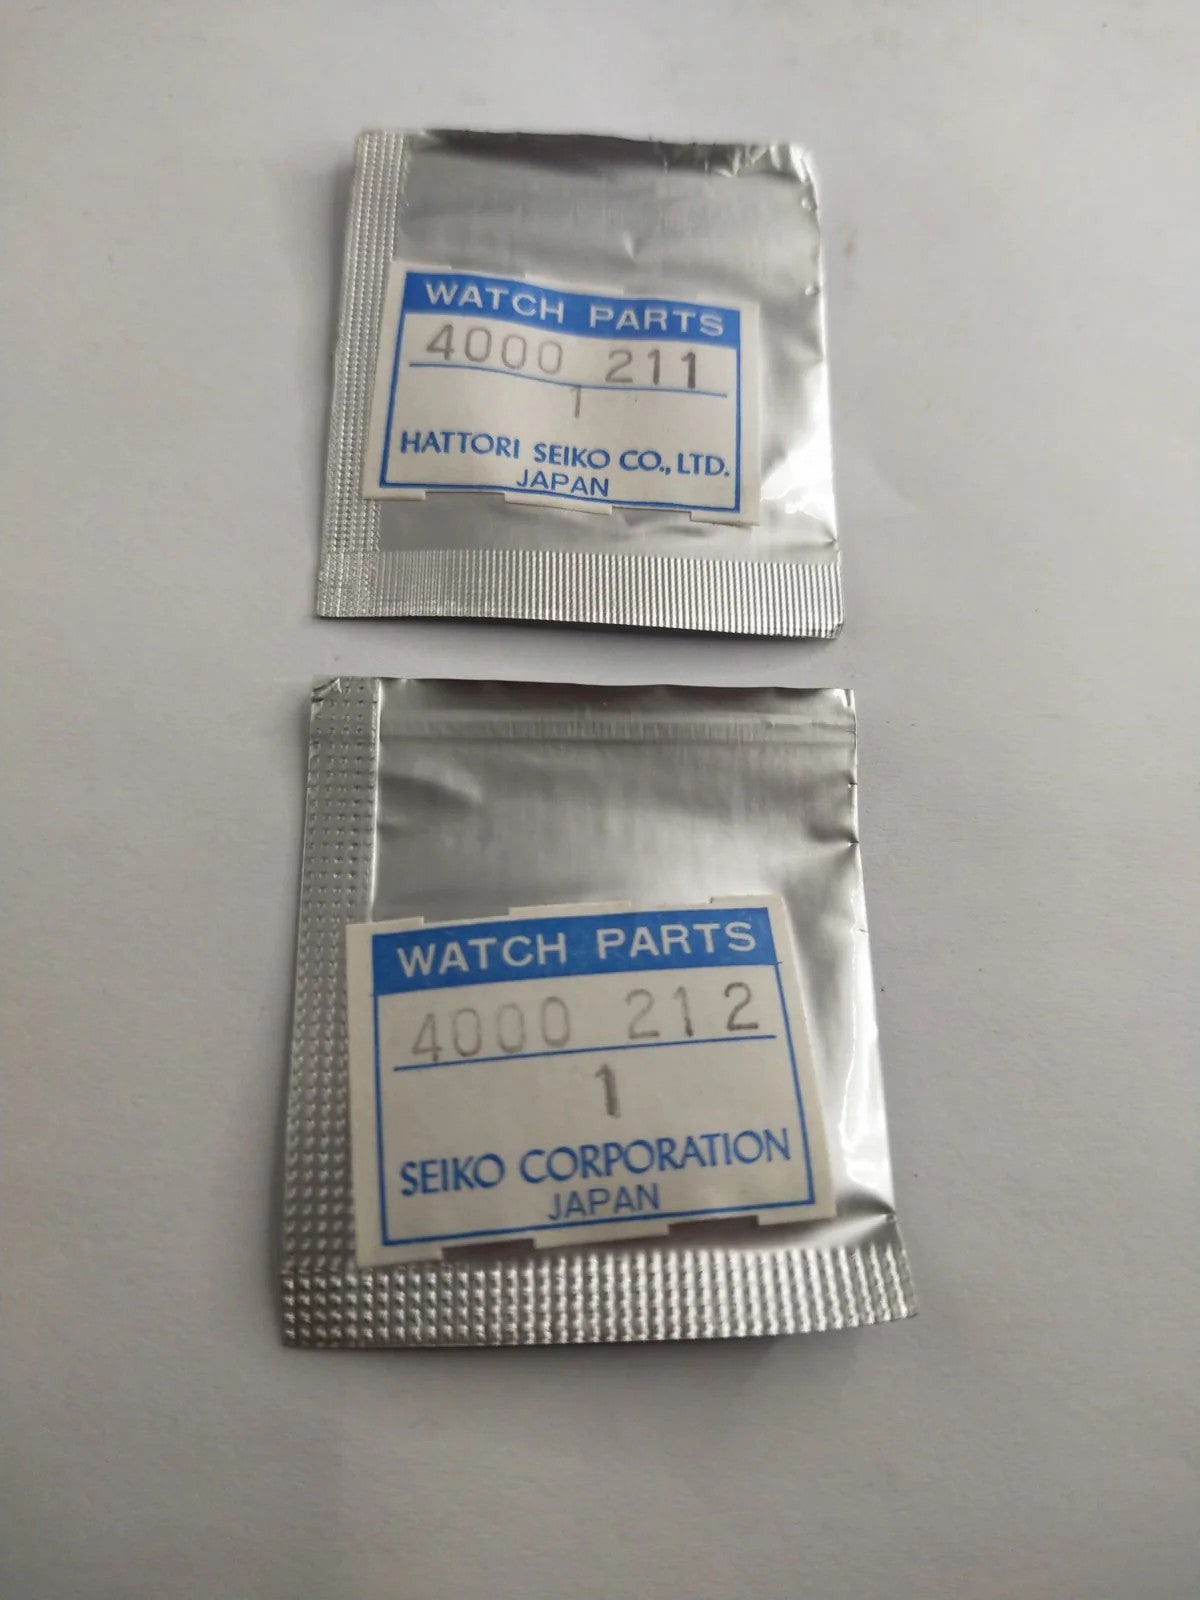 WATCH PARTS
4000 211
1
HATTORI SEIKO CO., LTD.
JAPAN
WATCH PARTS
4000 212
1
SEIKO CORPORATION
JAPAN